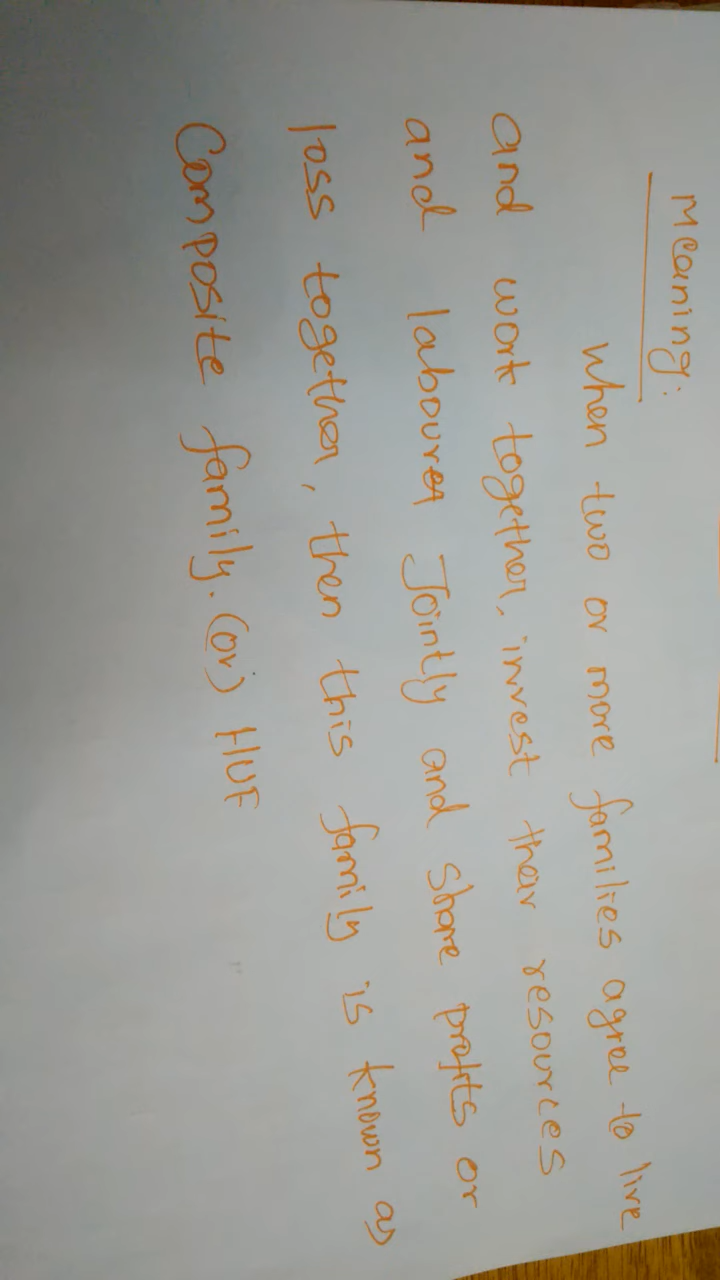 Meaning:
When two or more families agree to live
and work together, invest their resources
and labour Jointly and share profits or
loss together, then this family is known as
Composite family. (or) HUF